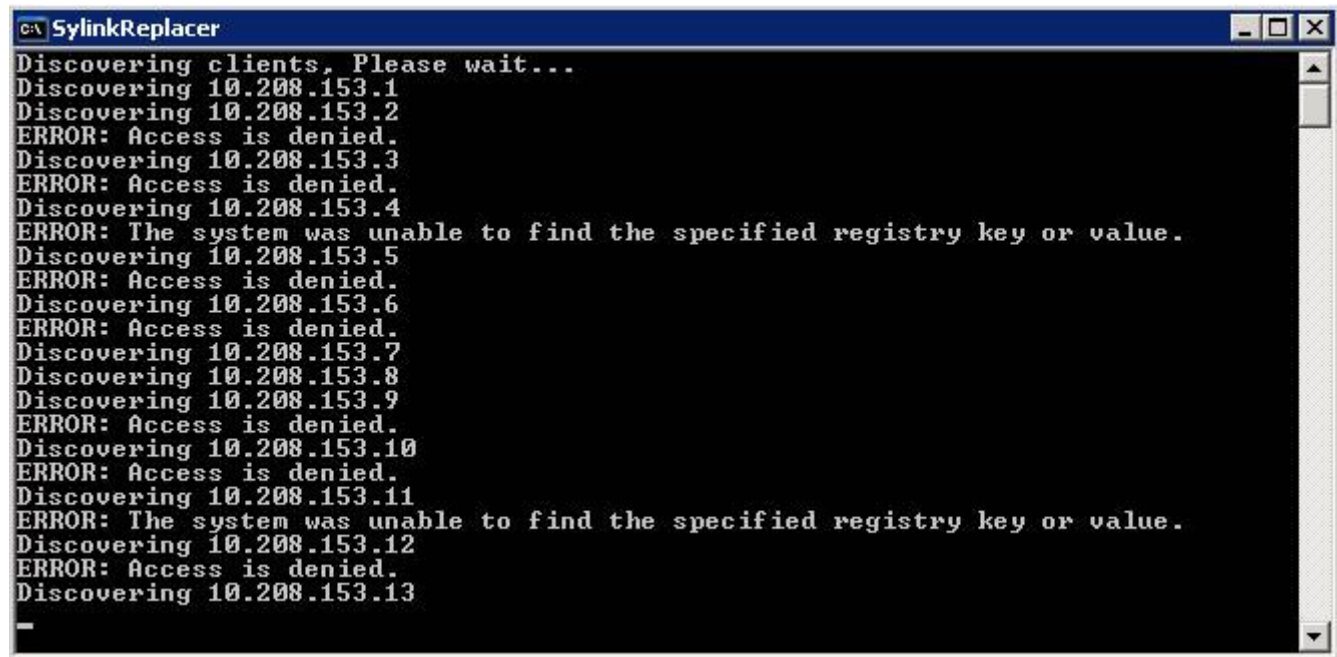 SylinkReplacer
Discovering clients, Please wait...
Discovering 10.208.153.1
Discovering 10.208.153.2
ERROR: Access is denied.
Discovering 10.208.153.3
ERROR: Access is denied.
Discovering 10.208.153.4
ERROR: The system was unable to find the specified registry key or value.
Discovering 10.208.153.5
ERROR: Access is denied.
Discovering 10.208.153.6
ERROR: Access is denied.
Discovering 10.208.153.7
Discovering 10.208.153.8
Discovering 10.208.153.9
ERROR: Access is denied.
Discovering 10.208.153.10
ERROR: Access is denied.
Discovering 10.208.153.11
ERROR: The system was unable to find the specified registry key or value.
Discovering 10.208.153.12
ERROR: Access is denied.
Discovering 10.208.153.13